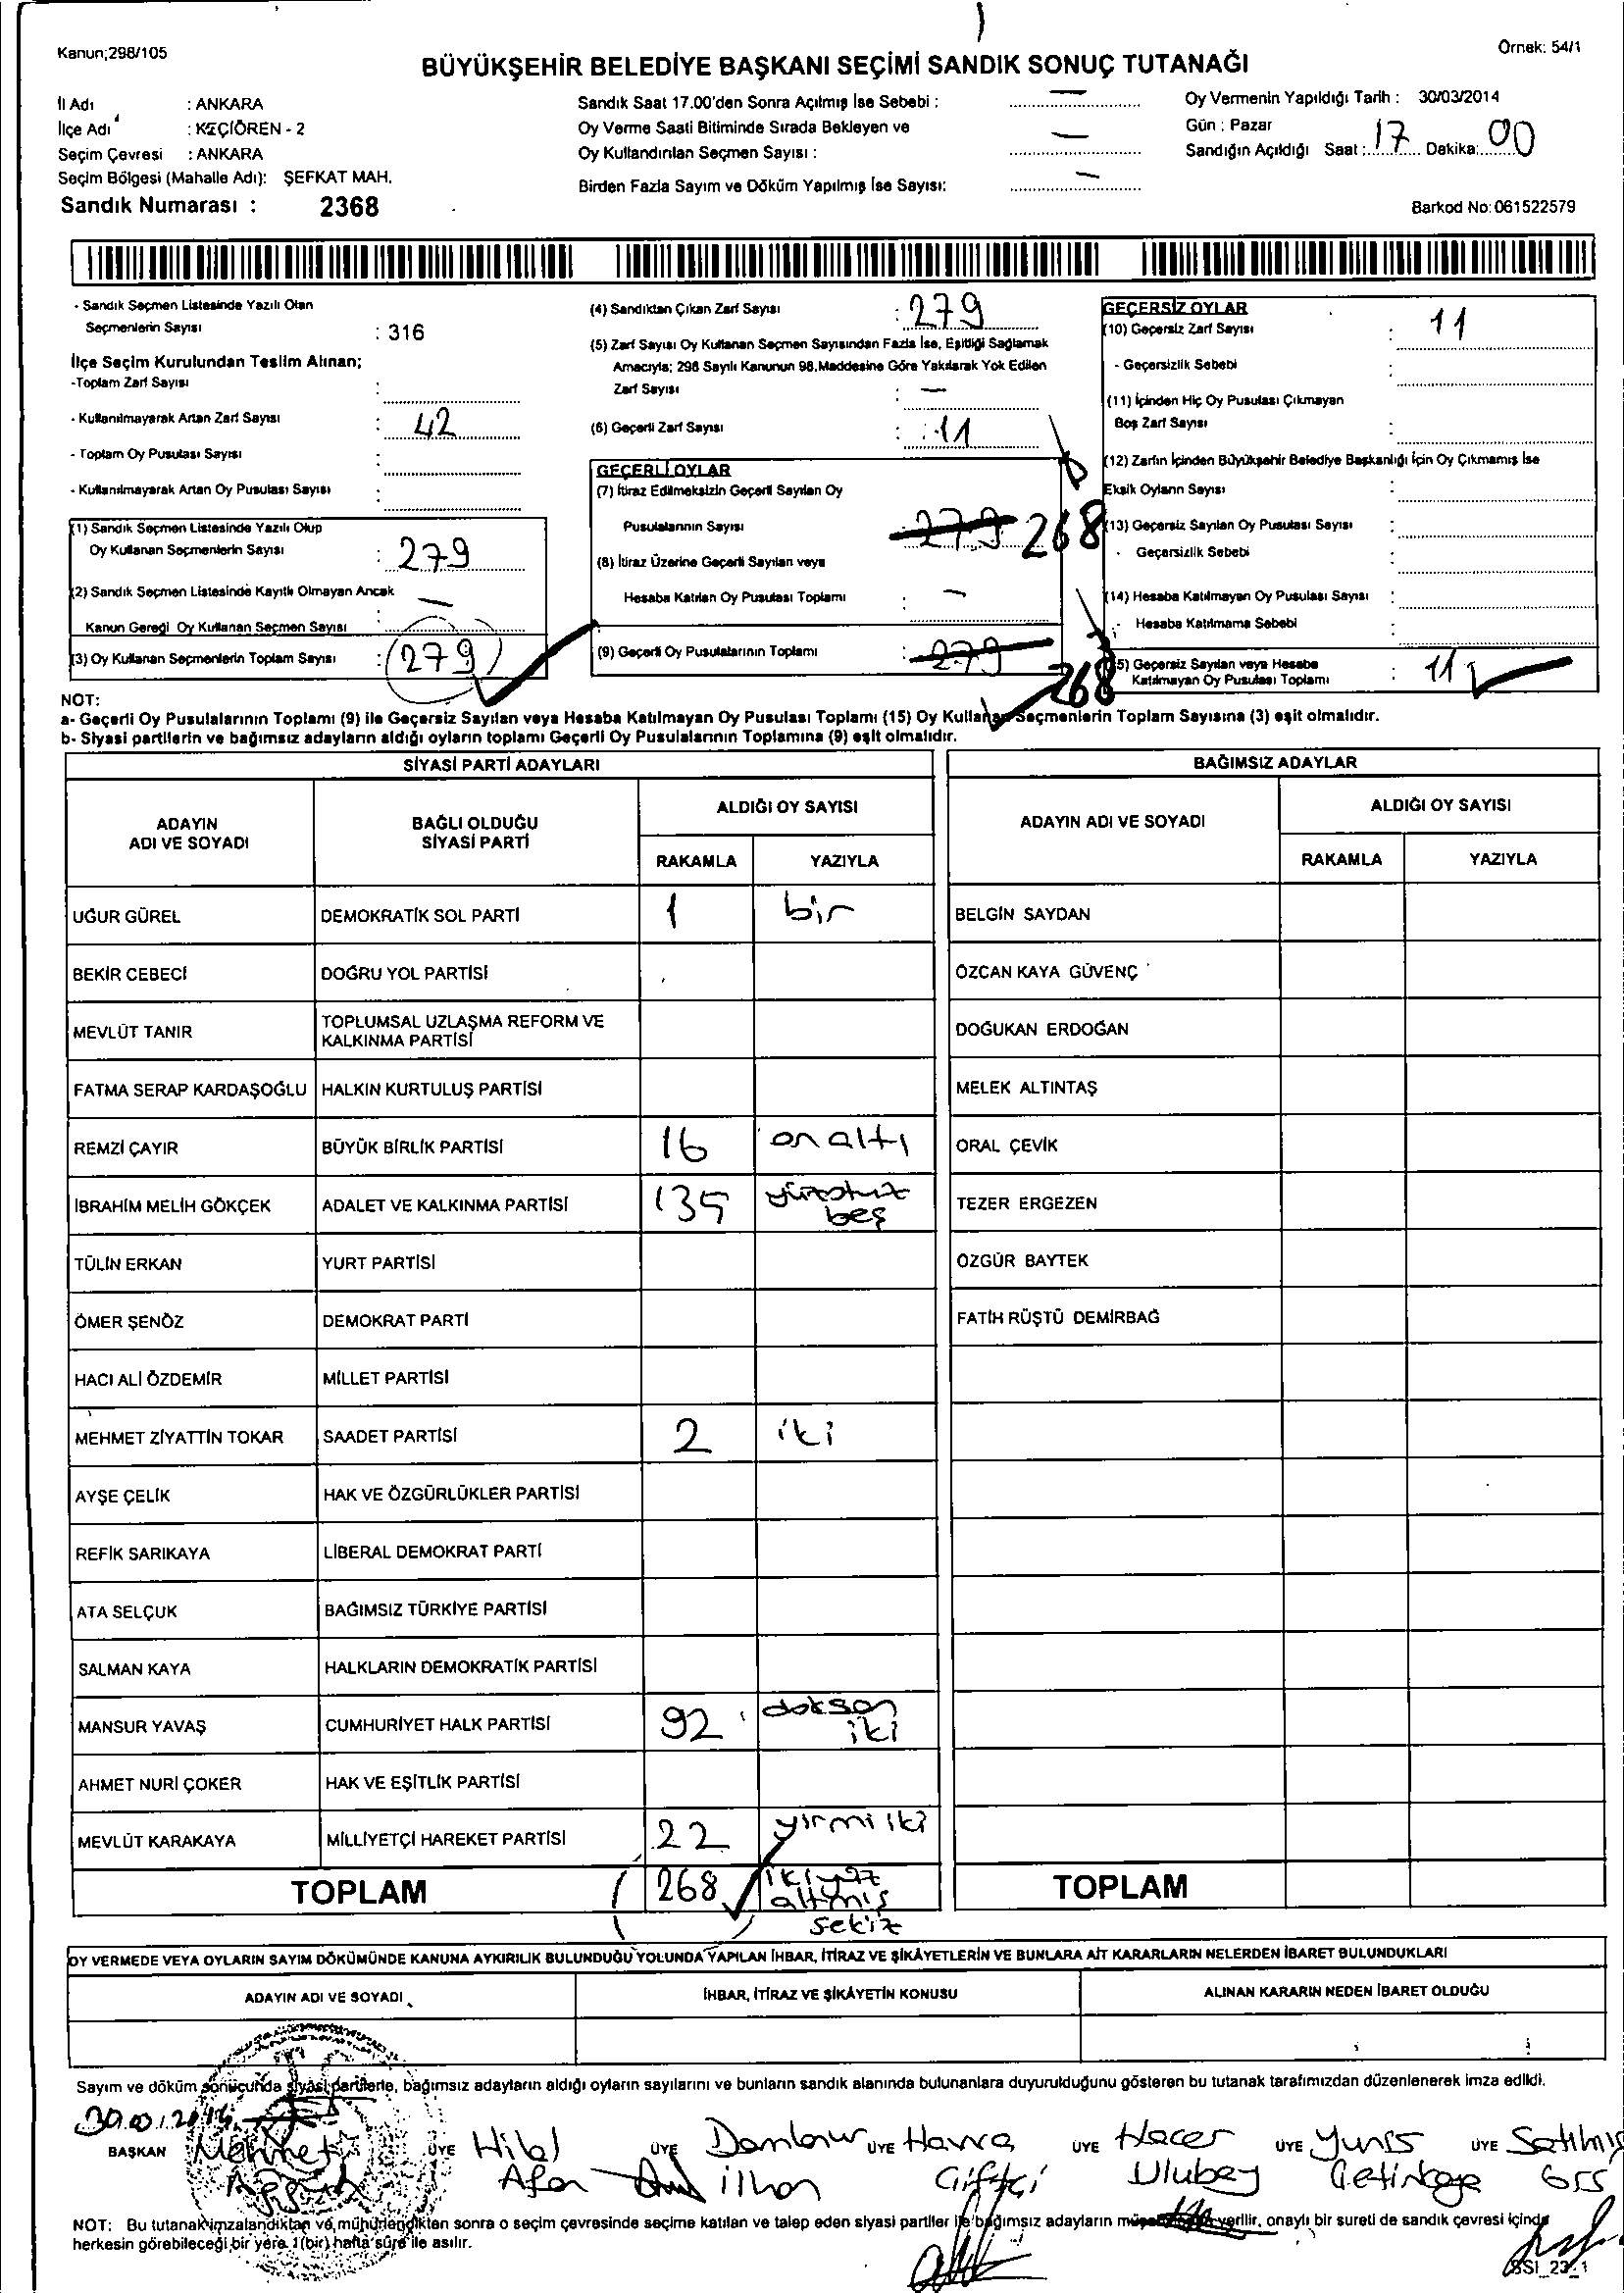 Kanun;298/105
Örnek: 54/1
BÜYÜKŞEHİR BELEDİYE BAŞKANI SEÇİMİ SANDIK SONUÇ TUTANAĞI
İl Adı : ANKARA
İlçe Adı : KEÇİÖREN - 2
Seçim Çevresi : ANKARA
Seçim Bölgesi (Mahalle Adı): ŞEFKAT MAH.
Sandık Numarası : 2368
Sandık Saat 17.00'den Sonra Açılmış İse Sebebi : —
Oy Verme Saati Bitiminde Sırada Bekleyen ve
Oy Kullandırılan Seçmen Sayısı : —
Birden Fazla Sayım ve Döküm Yapılmış İse Sayısı: —
Oy Vermenin Yapıldığı Tarih : 30/03/2014
Gün : Pazar
Sandığın Açıldığı Saat : 17 Dakika: 00
Barkod No: 061522579
- Sandık Seçmen Listesinde Yazılı Olan
Seçmenlerin Sayısı : 316
İlçe Seçim Kurulundan Teslim Alınan;
-Toplam Zarf Sayısı :
- Kullanılmayarak Artan Zarf Sayısı : 42
- Toplam Oy Pusulası Sayısı :
- Kullanılmayarak Artan Oy Pusulası Sayısı :
(1) Sandık Seçmen Listesinde Yazılı Olup
Oy Kullanan Seçmenlerin Sayısı : 279
(2) Sandık Seçmen Listesinde Kayıtlı Olmayan Ancak
Kanun Gereği Oy Kullanan Seçmen Sayısı : —
(3) Oy Kullanan Seçmenlerin Toplam Sayısı : 279
(4) Sandıktan Çıkan Zarf Sayısı : 279
(5) Zarf Sayısı Oy Kullanan Seçmen Sayısından Fazla İse, Eşitliği Sağlamak
Amacıyla; 298 Sayılı Kanunun 98.Maddesine Göre Yakılarak Yok Edilen
Zarf Sayısı : —
(6) Geçerli Zarf Sayısı : 11
GEÇERLİ OYLAR
(7) İtiraz Edilmeksizin Geçerli Sayılan Oy
Pusulalarının Sayısı 279 268
(8) İtiraz Üzerine Geçerli Sayılan veya
Hesaba Katılan Oy Pusulası Toplamı : —
(9) Geçerli Oy Pusulalarının Toplamı : 279 268
GEÇERSİZ OYLAR
(10) Geçersiz Zarf Sayısı : 11
- Geçersizlik Sebebi :
(11) İçinden Hiç Oy Pusulası Çıkmayan
Boş Zarf Sayısı :
(12) Zarfın İçinden Büyükşehir Belediye Başkanlığı İçin Oy Çıkmamış İse
Eksik Oyların Sayısı :
(13) Geçersiz Sayılan Oy Pusulası Sayısı :
- Geçersizlik Sebebi :
(14) Hesaba Katılmayan Oy Pusulası Sayısı :
- Hesaba Katılmama Sebebi :
(15) Geçersiz Sayılan veya Hesaba
Katılmayan Oy Pusulası Toplamı : 11
NOT:
a- Geçerli Oy Pusulalarının Toplamı (9) ile Geçersiz Sayılan veya Hesaba Katılmayan Oy Pusulası Toplamı (15) Oy Kullanan Seçmenlerin Toplam Sayısına (3) eşit olmalıdır.
b- Siyasi partilerin ve bağımsız adayların aldığı oyların toplamı Geçerli Oy Pusulalarının Toplamına (9) eşit olmalıdır.
SİYASİ PARTİ ADAYLARI
ADAYIN ADI VE SOYADI
BAĞLI OLDUĞU SİYASİ PARTİ
ALDIĞI OY SAYISI
RAKAMLA YAZIYLA
UĞUR GÜREL DEMOKRATİK SOL PARTİ 1 bir
BEKİR CEBECİ DOĞRU YOL PARTİSİ
MEVLÜT TANIR TOPLUMSAL UZLAŞMA REFORM VE KALKINMA PARTİSİ
FATMA SERAP KARDAŞOĞLU HALKIN KURTULUŞ PARTİSİ
REMZİ ÇAYIR BÜYÜK BİRLİK PARTİSİ 16 on altı
İBRAHİM MELİH GÖKÇEK ADALET VE KALKINMA PARTİSİ 135 yüzotuz beş
TÜLİN ERKAN YURT PARTİSİ
ÖMER ŞENÖZ DEMOKRAT PARTİ
HACI ALİ ÖZDEMİR MİLLET PARTİSİ
MEHMET ZİYATTİN TOKAR SAADET PARTİSİ 2 iki
AYŞE ÇELİK HAK VE ÖZGÜRLÜKLER PARTİSİ
REFİK SARIKAYA LİBERAL DEMOKRAT PARTİ
ATA SELÇUK BAĞIMSIZ TÜRKİYE PARTİSİ
SALMAN KAYA HALKLARIN DEMOKRATİK PARTİSİ
MANSUR YAVAŞ CUMHURİYET HALK PARTİSİ 92 doksan iki
AHMET NURİ ÇOKER HAK VE EŞİTLİK PARTİSİ
MEVLÜT KARAKAYA MİLLİYETÇİ HAREKET PARTİSİ 22 yirmi iki
TOPLAM 268 ikiyüz altmış sekiz
BAĞIMSIZ ADAYLAR
ADAYIN ADI VE SOYADI
ALDIĞI OY SAYISI
RAKAMLA YAZIYLA
BELGİN SAYDAN
ÖZCAN KAYA GÜVENÇ
DOĞUKAN ERDOĞAN
MELEK ALTINTAŞ
ORAL ÇEVİK
TEZER ERGEZEN
ÖZGÜR BAYTEK
FATİH RÜŞTÜ DEMİRBAĞ
TOPLAM
OY VERMEDE VEYA OYLARIN SAYIM DÖKÜMÜNDE KANUNA AYKIRILIK BULUNDUĞU YOLUNDA YAPILAN İHBAR, İTİRAZ VE ŞİKÂYETLERİN VE BUNLARA AİT KARARLARIN NELERDEN İBARET BULUNDUKLARI
ADAYIN ADI VE SOYADI İHBAR, İTİRAZ VE ŞİKÂYETİN KONUSU ALINAN KARARIN NEDEN İBARET OLDUĞU
Sayım ve döküm sonucunda siyasi partilerle, bağımsız adayların aldığı oyların sayılarını ve bunların sandık alanında bulunanlara duyurulduğunu gösteren bu tutanak tarafımızdan düzenlenerek imza edildi.
BAŞKAN Mehmet
ÜYE Hilal Afan
ÜYE İlhan
ÜYE Havva Çiftçi
ÜYE Hacer Ulubey
ÜYE Yunus Çetinkaya
ÜYE Satılmış
NOT: Bu tutanak imzalandıktan ve mühürlendikten sonra o seçim çevresinde seçime katılan ve talep eden siyasi partiler ile bağımsız adayların verilir, onaylı bir sureti de sandık çevresi içinde
herkesin görebileceği bir yere 1 (bir) hafta süre ile asılır.
SSI_23_1